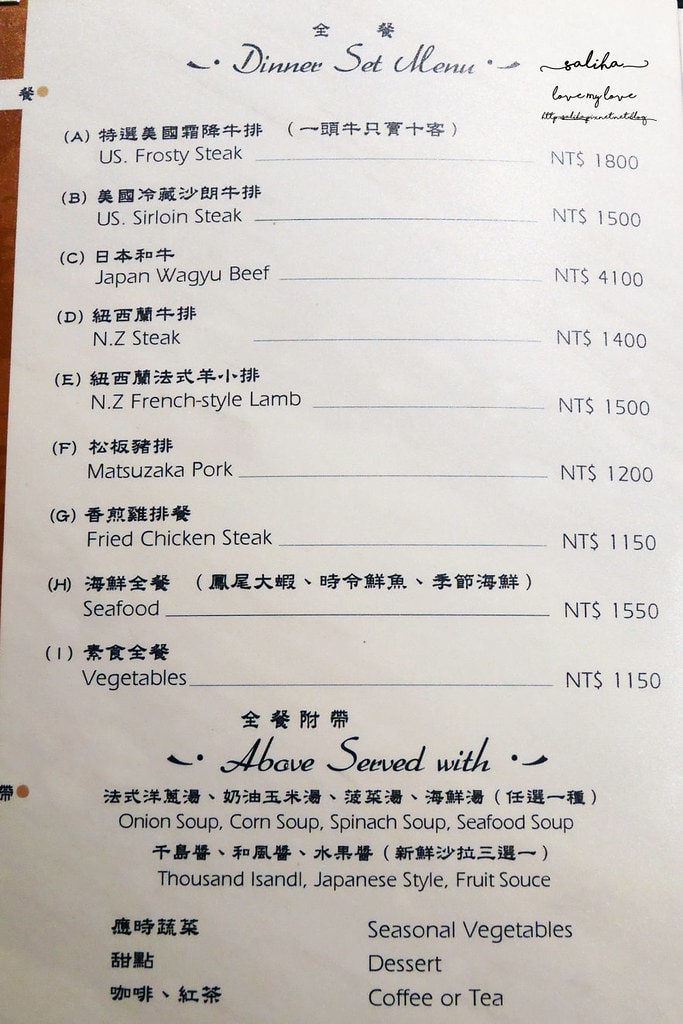 全 餐
Dinner Set Menu
saliha
love my love
餐
(A) 特選美國霜降牛排 （一頭牛只賣十客）
US. Frosty Steak NT$ 1800
(B) 美國冷藏沙朗牛排
US. Sirloin Steak NT$ 1500
(C) 日本和牛
Japan Wagyu Beef NT$ 4100
(D) 紐西蘭牛排
N.Z Steak NT$ 1400
(E) 紐西蘭法式羊小排
N.Z French-style Lamb NT$ 1500
(F) 松板豬排
Matsuzaka Pork NT$ 1200
(G) 香煎雞排餐
Fried Chicken Steak NT$ 1150
(H) 海鮮全餐 （鳳尾大蝦、時令鮮魚、季節海鮮）
Seafood NT$ 1550
(I) 素食全餐
Vegetables NT$ 1150
全餐附帶
Above Served with
帶
法式洋蔥湯、奶油玉米湯、菠菜湯、海鮮湯（任選一種）
Onion Soup, Corn Soup, Spinach Soup, Seafood Soup
千島醬、和風醬、水果醬（新鮮沙拉三選一）
Thousand Isandl, Japanese Style, Fruit Souce
應時蔬菜 Seasonal Vegetables
甜點 Dessert
咖啡、紅茶 Coffee or Tea